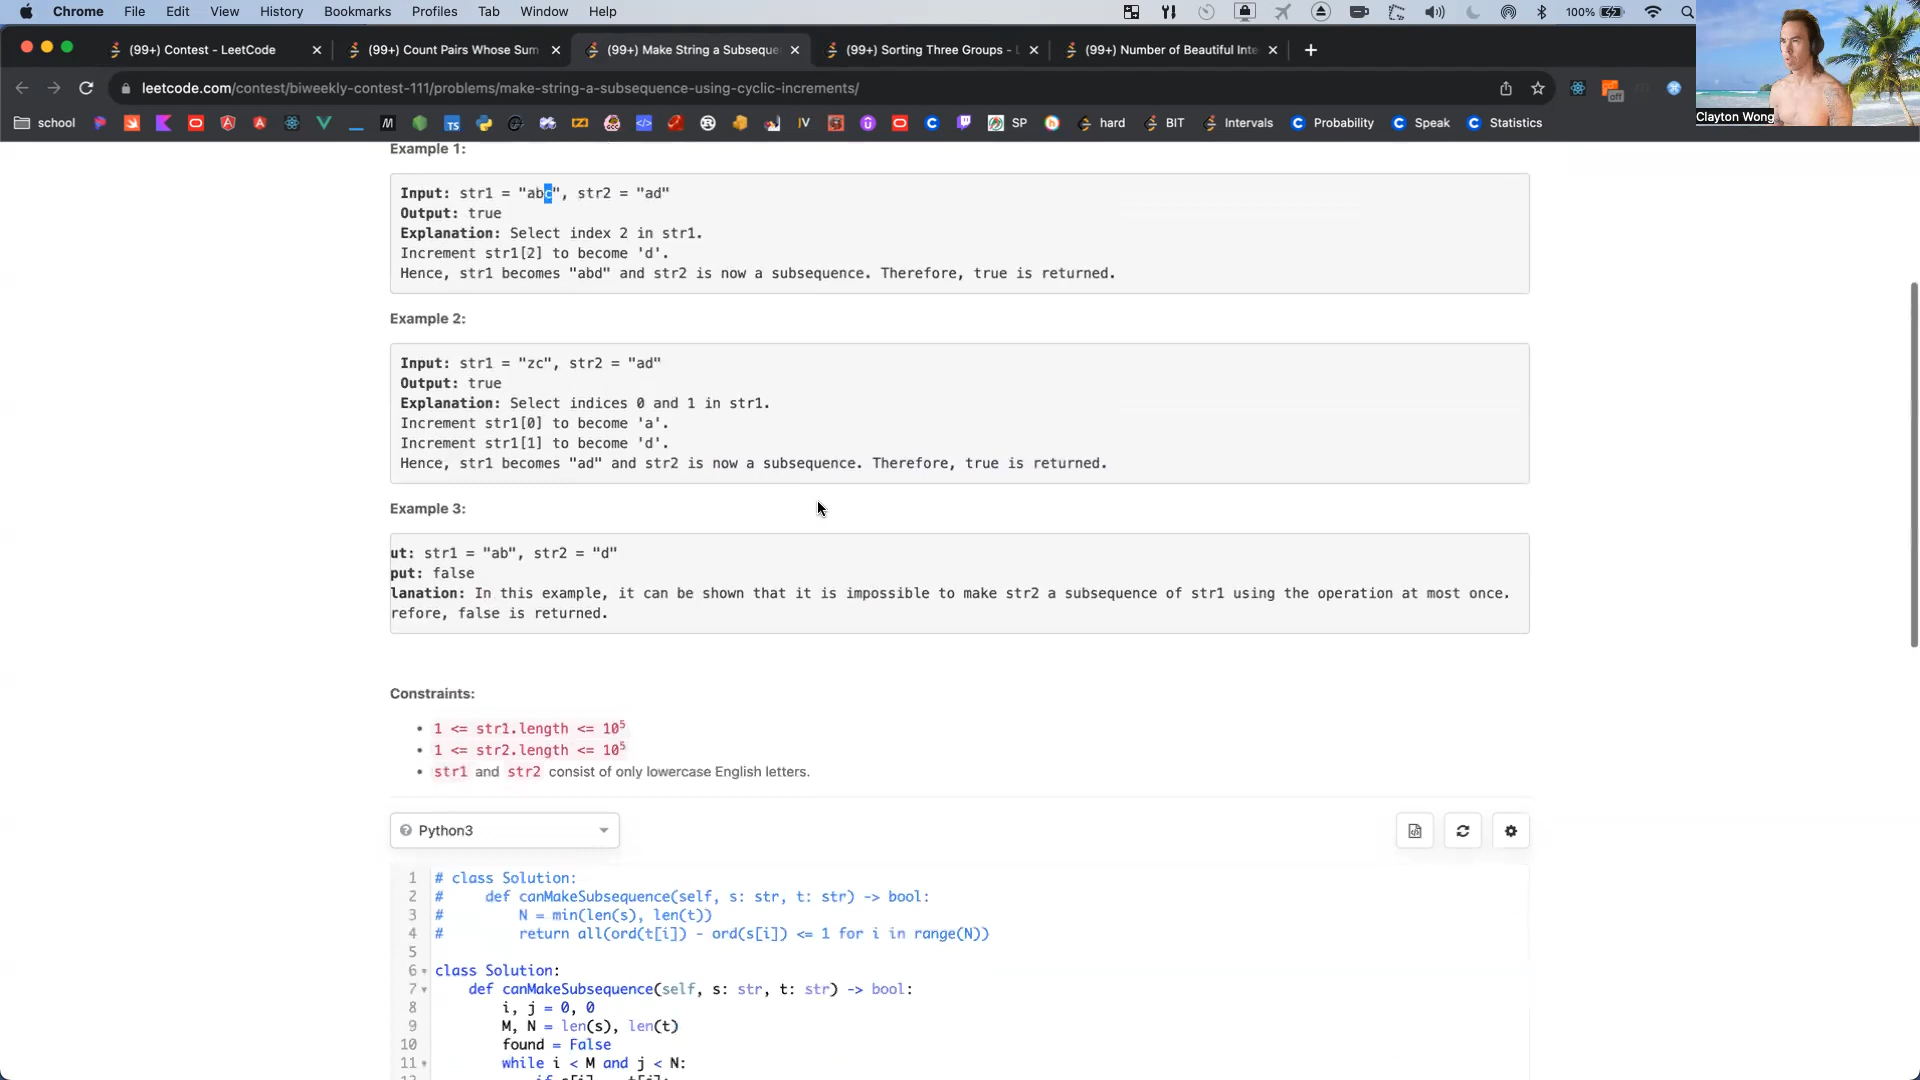 Chrome File Edit View History Bookmarks Profiles Tab Window Help 100%
(99+) Contest - LeetCode (99+) Count Pairs Whose Sum (99+) Make String a Subseque (99+) Sorting Three Groups - L (99+) Number of Beautiful Inte
leetcode.com/contest/biweekly-contest-111/problems/make-string-a-subsequence-using-cyclic-increments/ off
Clayton Wong
school TS IV SP hard BIT Intervals Probability Speak Statistics
Example 1:
Input: str1 = "abc", str2 = "ad"
Output: true
Explanation: Select index 2 in str1.
Increment str1[2] to become 'd'.
Hence, str1 becomes "abd" and str2 is now a subsequence. Therefore, true is returned.
Example 2:
Input: str1 = "zc", str2 = "ad"
Output: true
Explanation: Select indices 0 and 1 in str1.
Increment str1[0] to become 'a'.
Increment str1[1] to become 'd'.
Hence, str1 becomes "ad" and str2 is now a subsequence. Therefore, true is returned.
Example 3:
ut: str1 = "ab", str2 = "d"
put: false
lanation: In this example, it can be shown that it is impossible to make str2 a subsequence of str1 using the operation at most once.
refore, false is returned.
Constraints:
• 1 <= str1.length <= 10⁵
• 1 <= str2.length <= 10⁵
• str1 and str2 consist of only lowercase English letters.
Python3
1 # class Solution:
2 #     def canMakeSubsequence(self, s: str, t: str) -> bool:
3 #         N = min(len(s), len(t))
4 #         return all(ord(t[i]) - ord(s[i]) <= 1 for i in range(N))
5
6 class Solution:
7     def canMakeSubsequence(self, s: str, t: str) -> bool:
8         i, j = 0, 0
9         M, N = len(s), len(t)
10         found = False
11         while i < M and j < N: